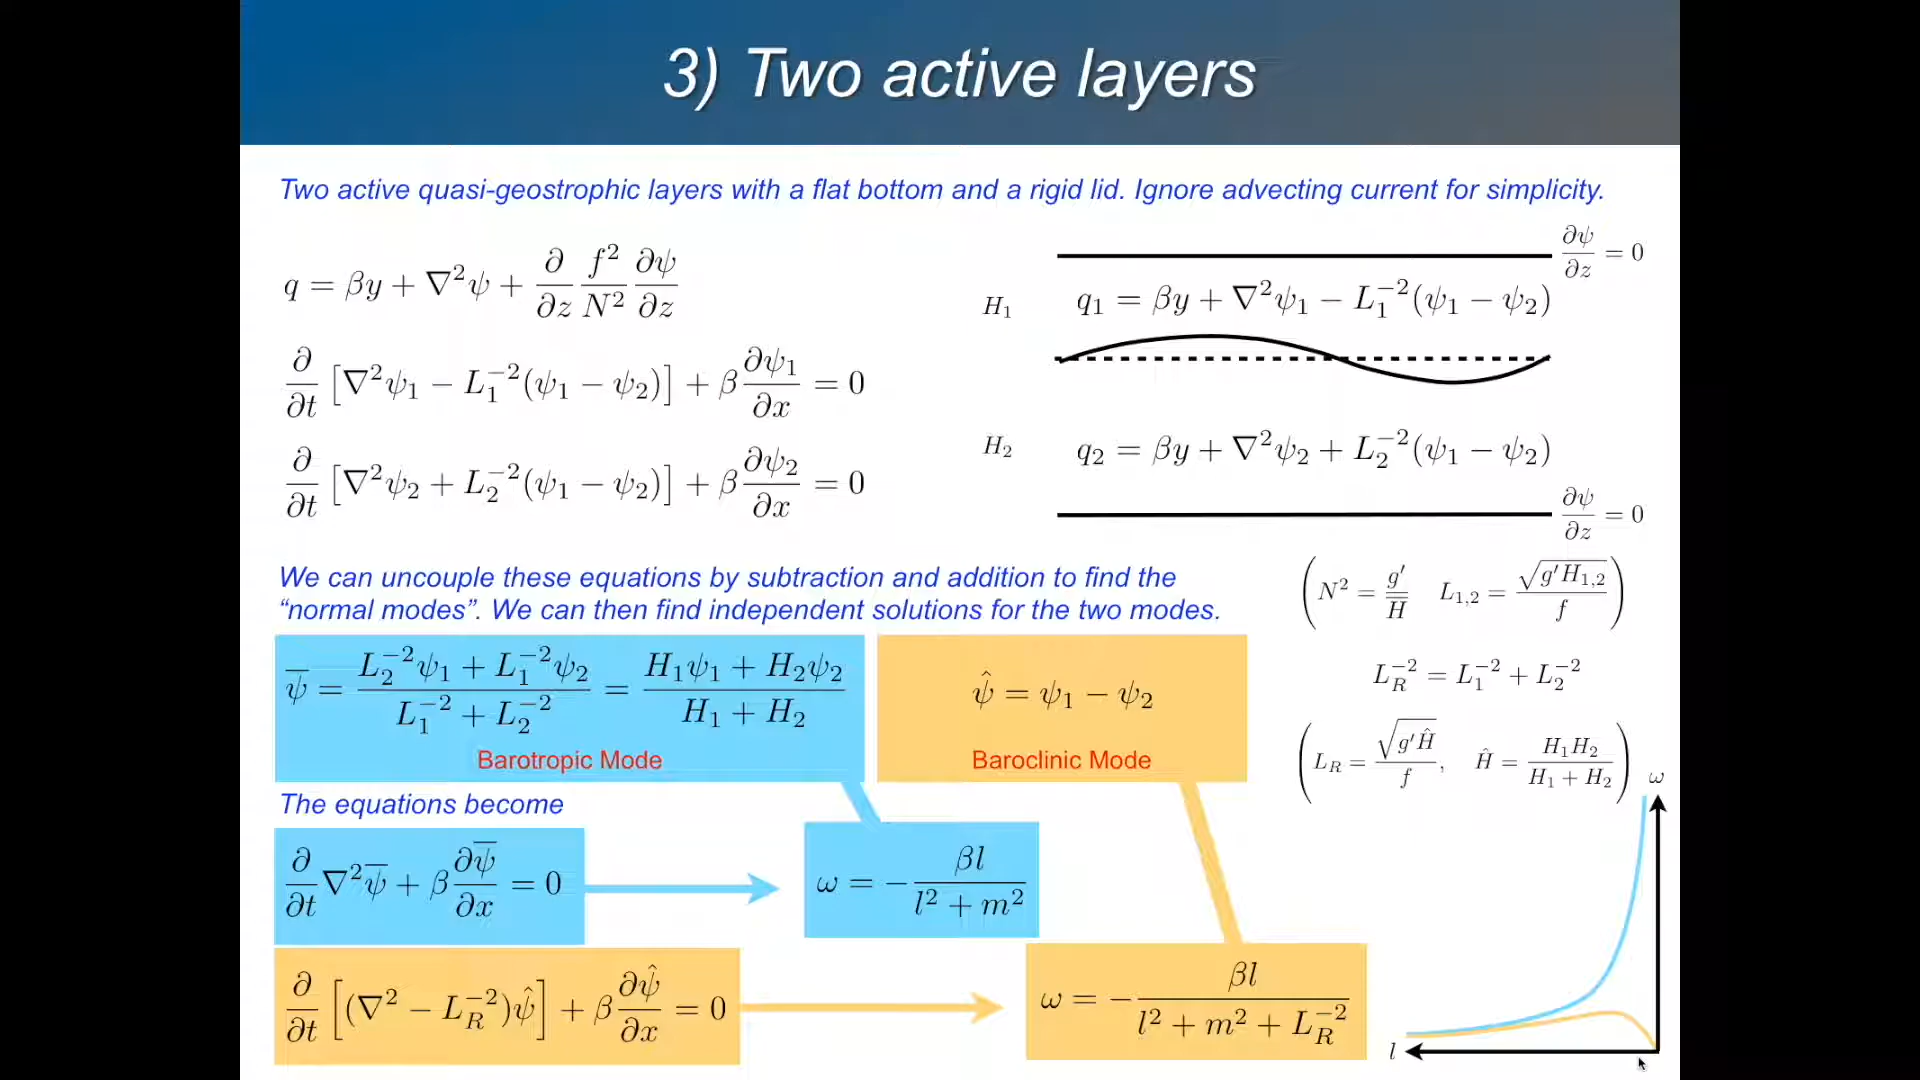 3) Two active layers
Two active quasi-geostrophic layers with a flat bottom and a rigid lid. Ignore advecting current for simplicity.
q = βy + ∇²ψ + ∂/∂z f²/N² ∂ψ/∂z
∂/∂t [∇²ψ₁ − L₁⁻²(ψ₁ − ψ₂)] + β ∂ψ₁/∂x = 0
∂/∂t [∇²ψ₂ + L₂⁻²(ψ₁ − ψ₂)] + β ∂ψ₂/∂x = 0
∂ψ/∂z = 0
H₁ q₁ = βy + ∇²ψ₁ − L₁⁻²(ψ₁ − ψ₂)
H₂ q₂ = βy + ∇²ψ₂ + L₂⁻²(ψ₁ − ψ₂)
∂ψ/∂z = 0
We can uncouple these equations by subtraction and addition to find the
“normal modes”. We can then find independent solutions for the two modes.
(N² = g′/H̅ L₁,₂ = √(g′H₁,₂)/f)
L_R⁻² = L₁⁻² + L₂⁻²
(L_R = √(g′Ĥ)/f, Ĥ = H₁H₂/(H₁ + H₂))
ψ̅ = (L₂⁻²ψ₁ + L₁⁻²ψ₂)/(L₁⁻² + L₂⁻²) = (H₁ψ₁ + H₂ψ₂)/(H₁ + H₂)
Barotropic Mode
ψ̂ = ψ₁ − ψ₂
Baroclinic Mode
The equations become
∂/∂t ∇²ψ̅ + β ∂ψ̅/∂x = 0
ω = − βl/(l² + m²)
∂/∂t [(∇² − L_R⁻²)ψ̂] + β ∂ψ̂/∂x = 0
ω = − βl/(l² + m² + L_R⁻²)
ω
l